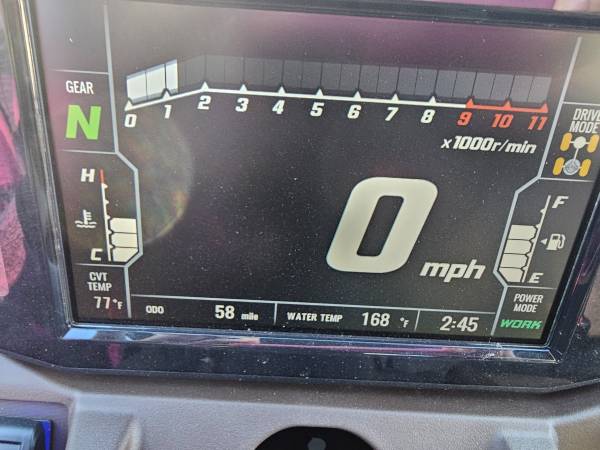 GEAR
N
0 1 2 3 4 5 6 7 8 9 10 11
x1000r/min
DRIVE
MODE
H
C
0 mph
F
E
CVT
TEMP
77°F
ODO 58 mile
WATER TEMP 168 °F
2:45
POWER
MODE
WORK